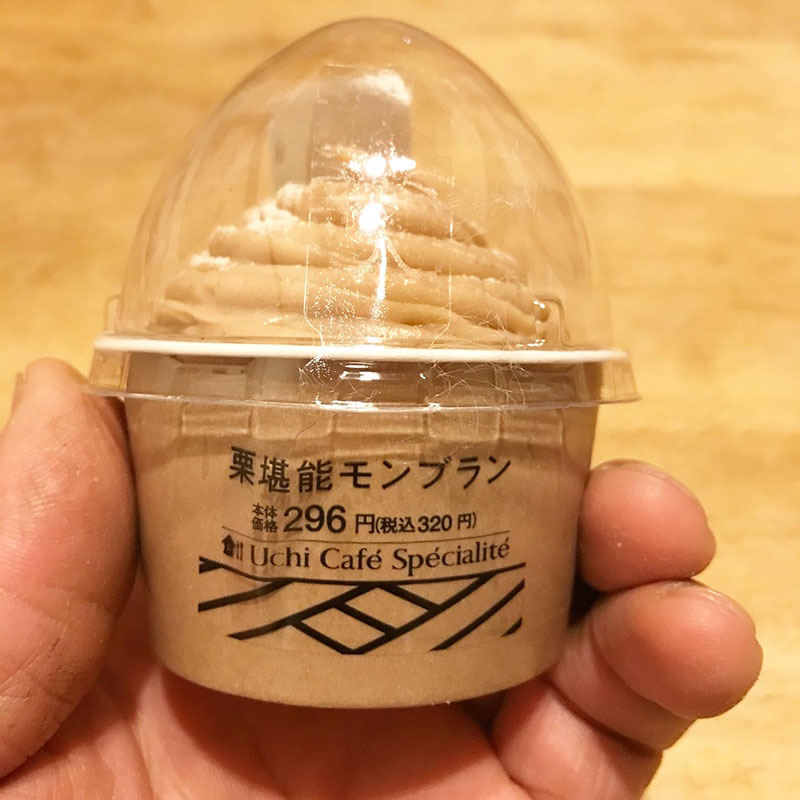 栗堪能モンブラン
本体価格 296円(税込320円)
Uchi Café Spécialité